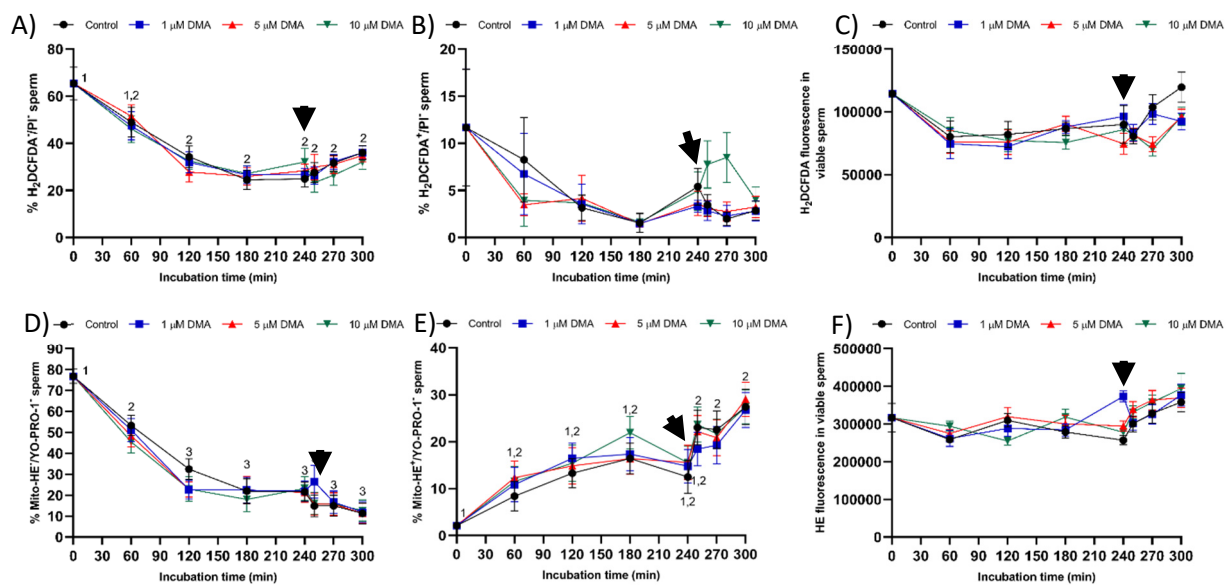 A)
Control 1 μM DMA 5 μM DMA 10 μM DMA
% H2DCFDA-/PI- sperm
80
60
40
20
0
1
1,2
2
2
2
2
2
2
0 30 60 90 120 150 180 210 240 270 300
Incubation time (min)
B)
Control 1 μM DMA 5 μM DMA 10 μM DMA
% H2DCFDA+/PI- sperm
20
15
10
5
0
0 30 60 90 120 150 180 210 240 270 300
Incubation time (min)
C)
Control 1 μM DMA 5 μM DMA 10 μM DMA
H2DCFDA fluorescence in
viable sperm
150000
100000
50000
0
0 30 60 90 120 150 180 210 240 270 300
Incubation time (min)
D)
Control 1 μM DMA 5 μM DMA 10 μM DMA
% Mito-HE-/YO-PRO-1- sperm
90
80
70
60
50
40
30
20
10
0
1
2
3
3
3
3
3
0 30 60 90 120 150 180 210 240 270 300
Incubation time (min)
E)
Control 1 μM DMA 5 μM DMA 10 μM DMA
% Mito-HE+/YO-PRO-1- sperm
40
30
20
10
0
1
1,2
1,2
1,2
1,2
1,2
2
2
2
0 30 60 90 120 150 180 210 240 270 300
Incubation time (min)
F)
Control 1 μM DMA 5 μM DMA 10 μM DMA
HE fluorescence in viable sperm
500000
400000
300000
200000
100000
0
0 30 60 90 120 150 180 210 240 270 300
Incubation time (min)